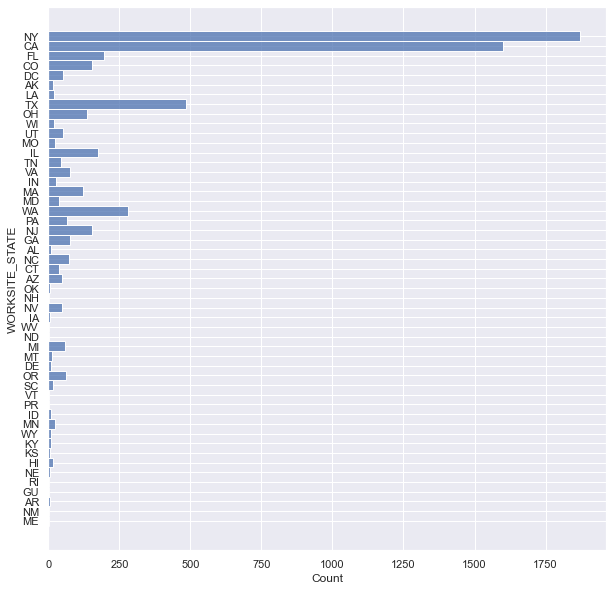 WORKSITE_STATE
NY
CA
FL
CO
DC
AK
LA
TX
OH
WI
UT
MO
IL
TN
VA
IN
MA
MD
WA
PA
NJ
GA
AL
NC
CT
AZ
OK
NH
NV
IA
WV
ND
MI
MT
DE
OR
SC
VT
PR
ID
MN
WY
KY
KS
HI
NE
RI
GU
AR
NM
ME
0 250 500 750 1000 1250 1500 1750
Count